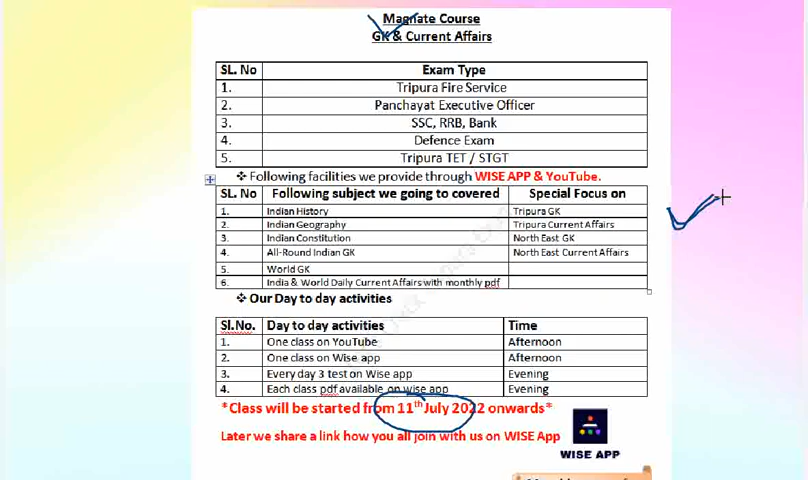 Magnate Course
GK & Current Affairs
SL. No Exam Type
1. Tripura Fire Service
2. Panchayat Executive Officer
3. SSC, RRB, Bank
4. Defence Exam
5. Tripura TET / STGT
❖ Following facilities we provide through WISE APP & YouTube.
SL. No Following subject we going to covered Special Focus on
1. Indian History Tripura GK
2. Indian Geography Tripura Current Affairs
3. Indian Constitution North East GK
4. All-Round Indian GK North East Current Affairs
5. World GK
6. India & World Daily Current Affairs with monthly pdf
❖ Our Day to day activities
Sl.No. Day to day activities Time
1. One class on YouTube Afternoon
2. One class on Wise app Afternoon
3. Every day 3 test on Wise app Evening
4. Each class pdf available on wise app Evening
*Class will be started from 11th July 2022 onwards*
Later we share a link how you all join with us on WISE App
WISE APP